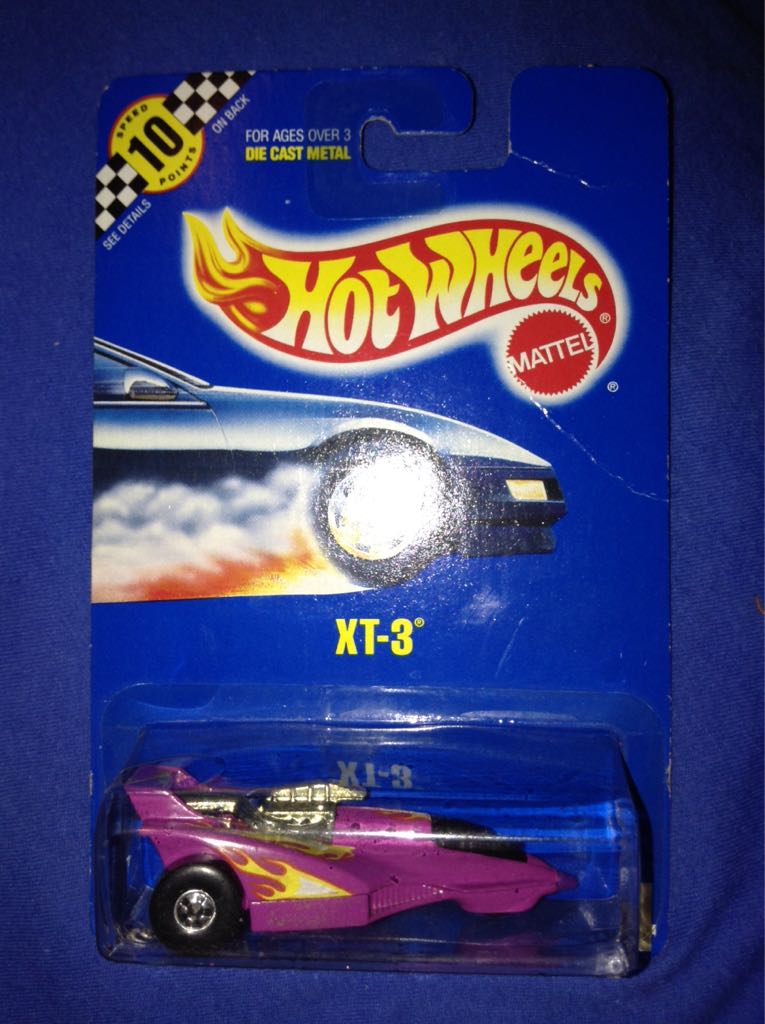 SPEED
10
POINTS
SEE DETAILS
ON BACK
FOR AGES OVER 3
DIE CAST METAL
HOT WHEELS®
MATTEL
®
XT-3®
XT-3